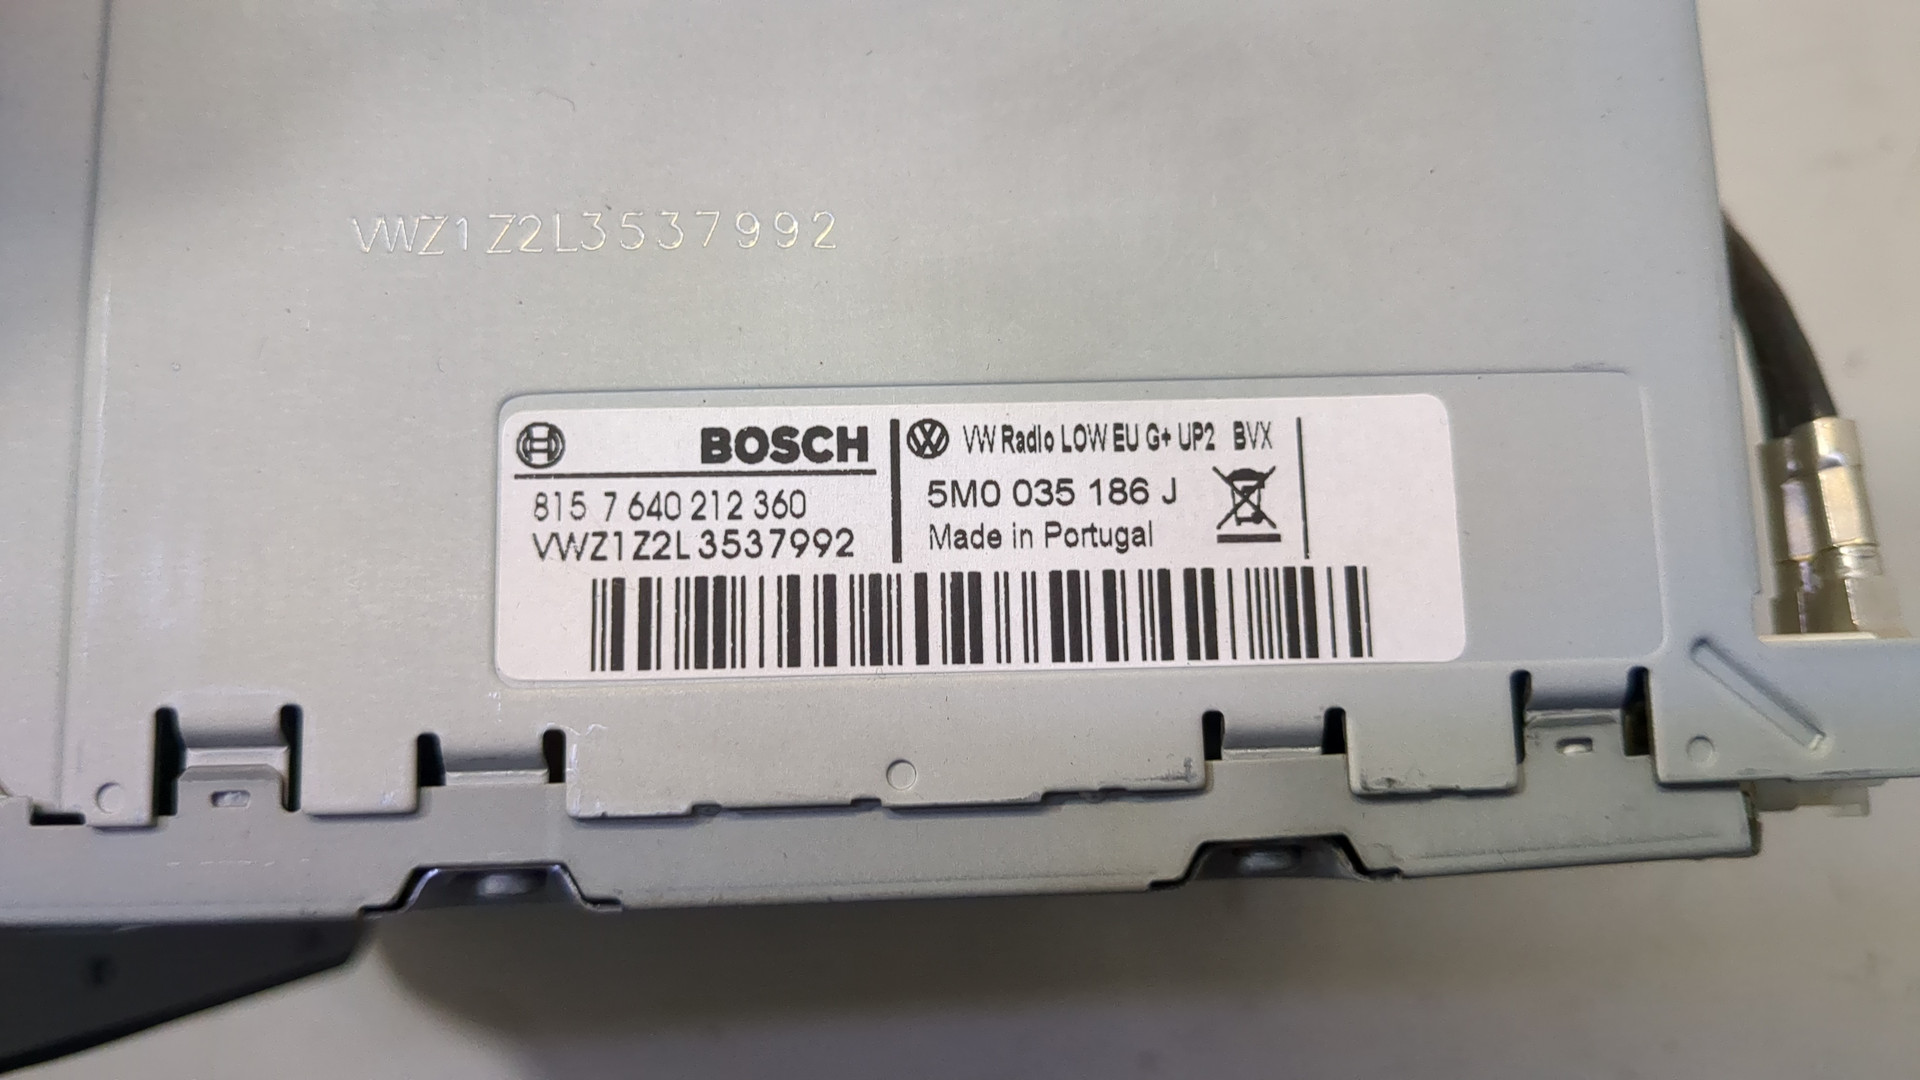 VWZ1Z2L3537992
BOSCH
815 7 640 212 360
VWZ1Z2L3537992
VW Radio LOW EU G+ UP2 BVX
5M0 035 186 J
Made in Portugal